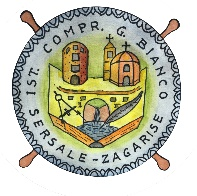 IST. COMPR. G. BIANCO
SERSALE-ZAGARISE